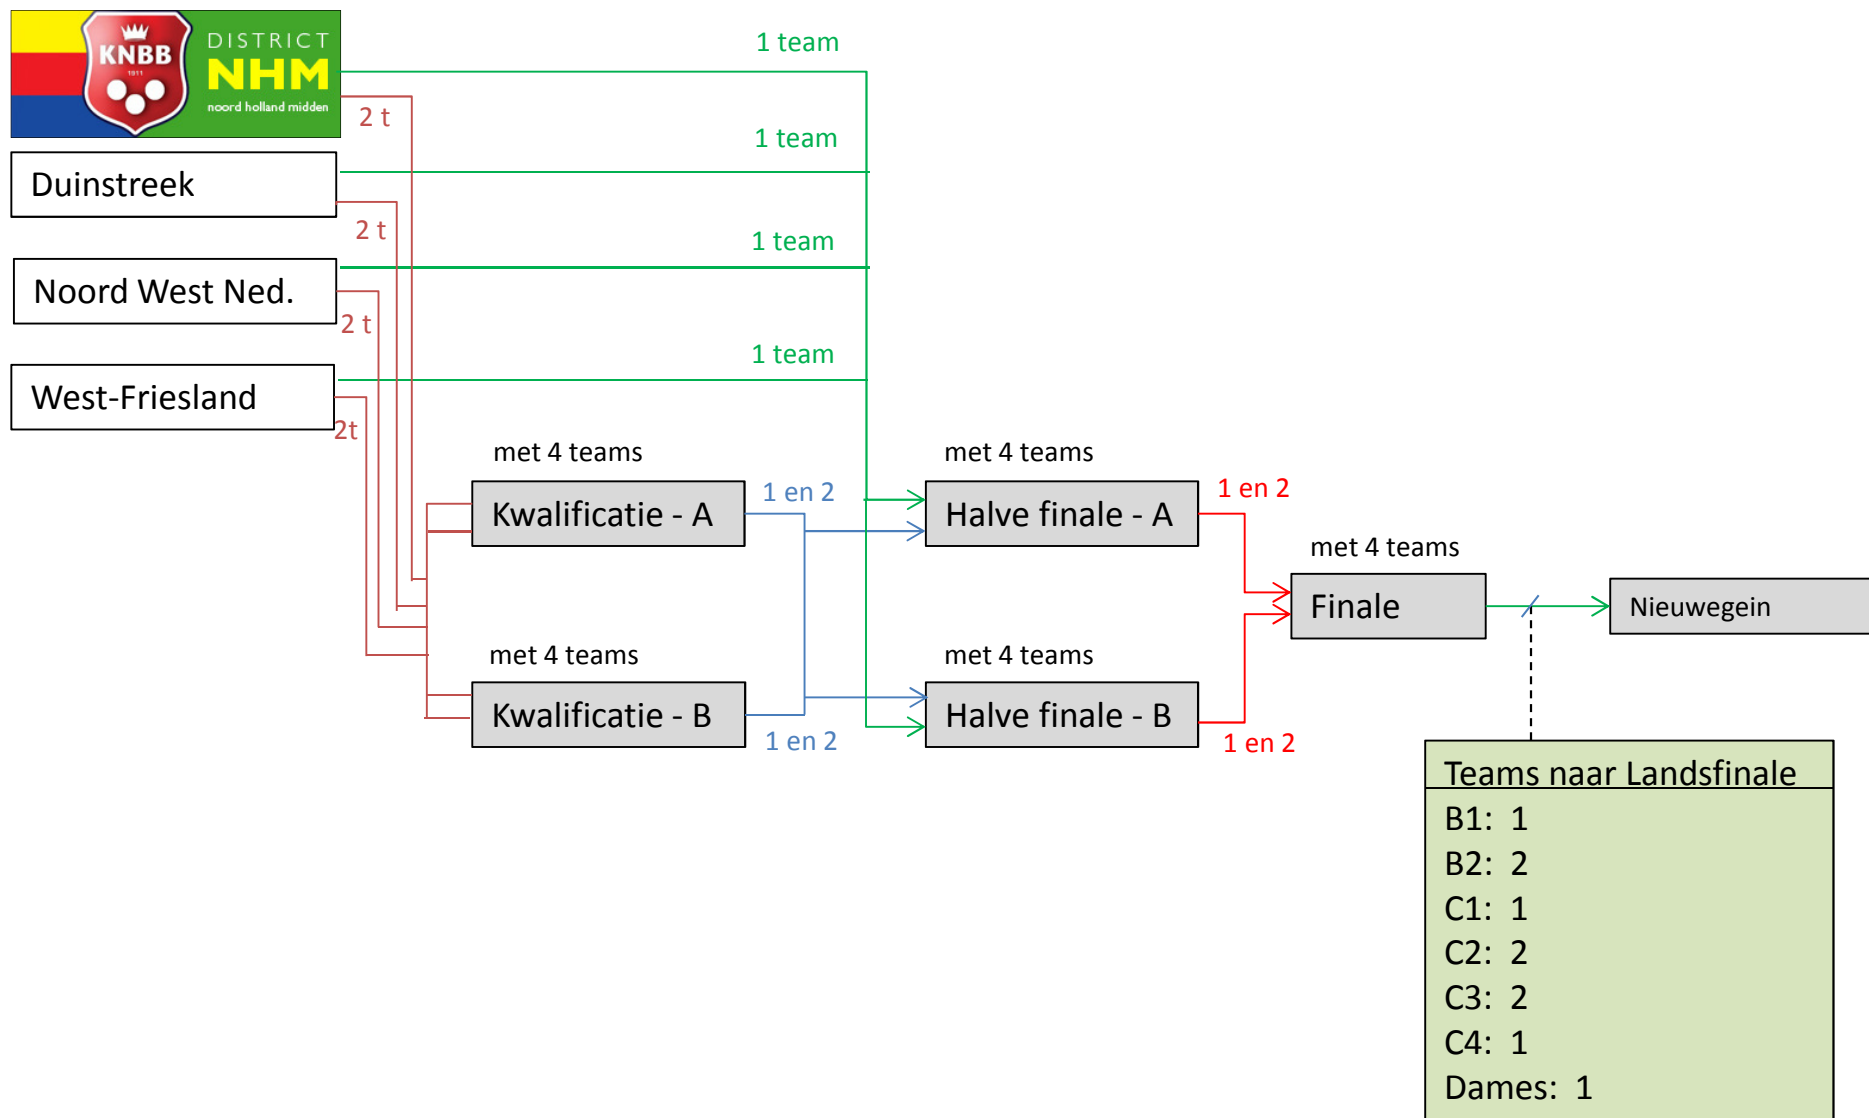 KNBB
1911
DISTRICT
NHM
noord holland midden
1 team
2 t
1 team
Duinstreek
2 t
1 team
Noord West Ned.
2 t
1 team
West-Friesland
2t
met 4 teams
Kwalificatie - A
1 en 2
met 4 teams
Halve finale - A
1 en 2
met 4 teams
Finale
Nieuwegein
met 4 teams
Kwalificatie - B
1 en 2
met 4 teams
Halve finale - B
1 en 2
Teams naar Landsfinale
B1: 1
B2: 2
C1: 1
C2: 2
C3: 2
C4: 1
Dames: 1